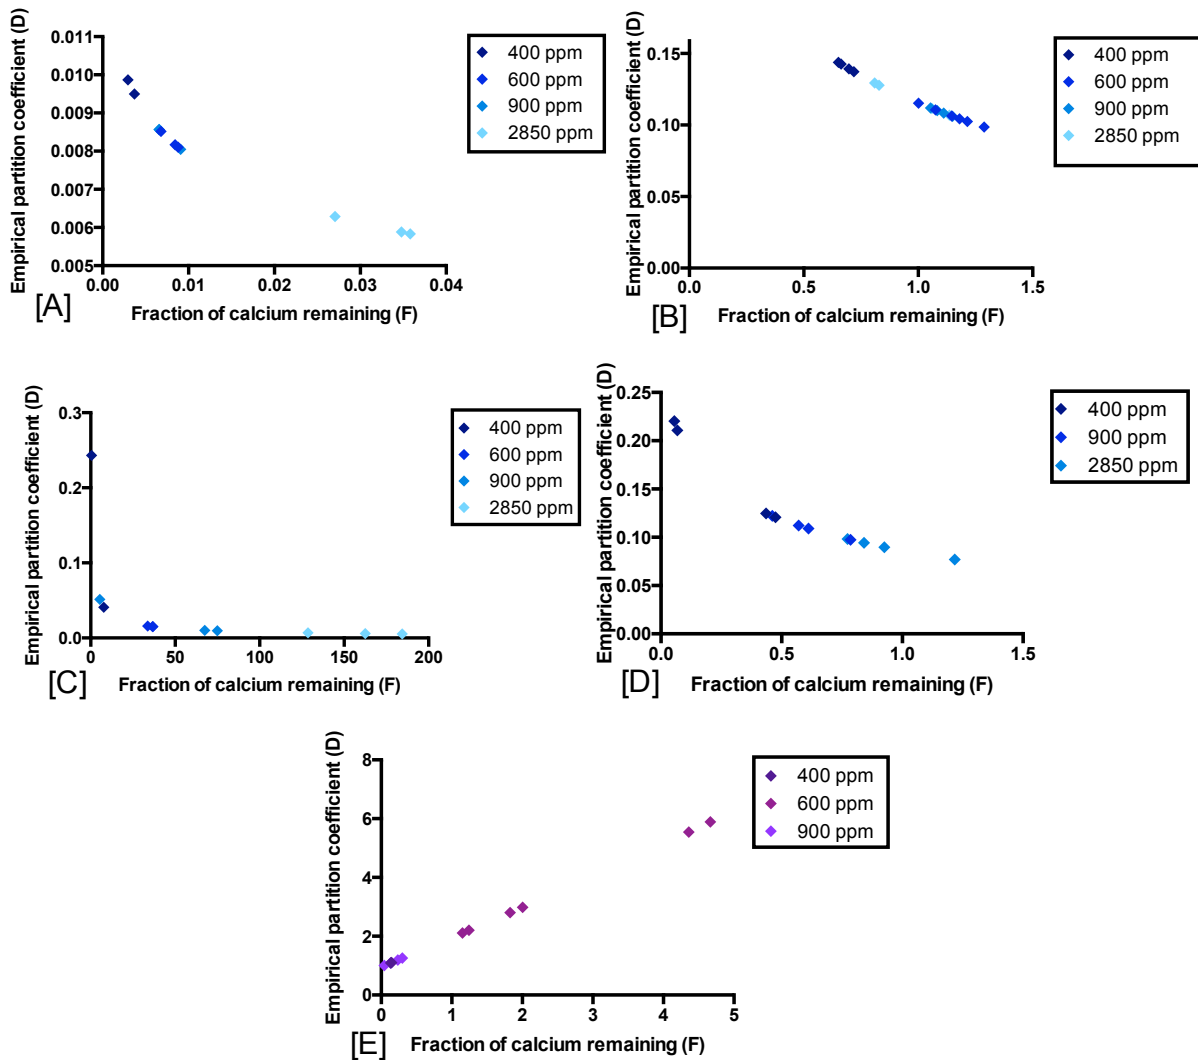 Empirical partition coefficient (D)
0.011
0.010
0.009
0.008
0.007
0.006
0.005
0.00
0.01
0.02
0.03
0.04
Fraction of calcium remaining (F)
[A]
400 ppm
600 ppm
900 ppm
2850 ppm
Empirical partition coefficient (D)
0.15
0.10
0.05
0.00
0.0
0.5
1.0
1.5
Fraction of calcium remaining (F)
[B]
400 ppm
600 ppm
900 ppm
2850 ppm
Empirical partition coefficient (D)
0.3
0.2
0.1
0.0
0
50
100
150
200
Fraction of calcium remaining (F)
[C]
400 ppm
600 ppm
900 ppm
2850 ppm
Empirical partition coefficient (D)
0.25
0.20
0.15
0.10
0.05
0.00
0.0
0.5
1.0
1.5
Fraction of calcium remaining (F)
[D]
400 ppm
900 ppm
2850 ppm
Empirical partition coefficient (D)
8
6
4
2
0
0
1
2
3
4
5
Fraction of calcium remaining (F)
[E]
400 ppm
600 ppm
900 ppm